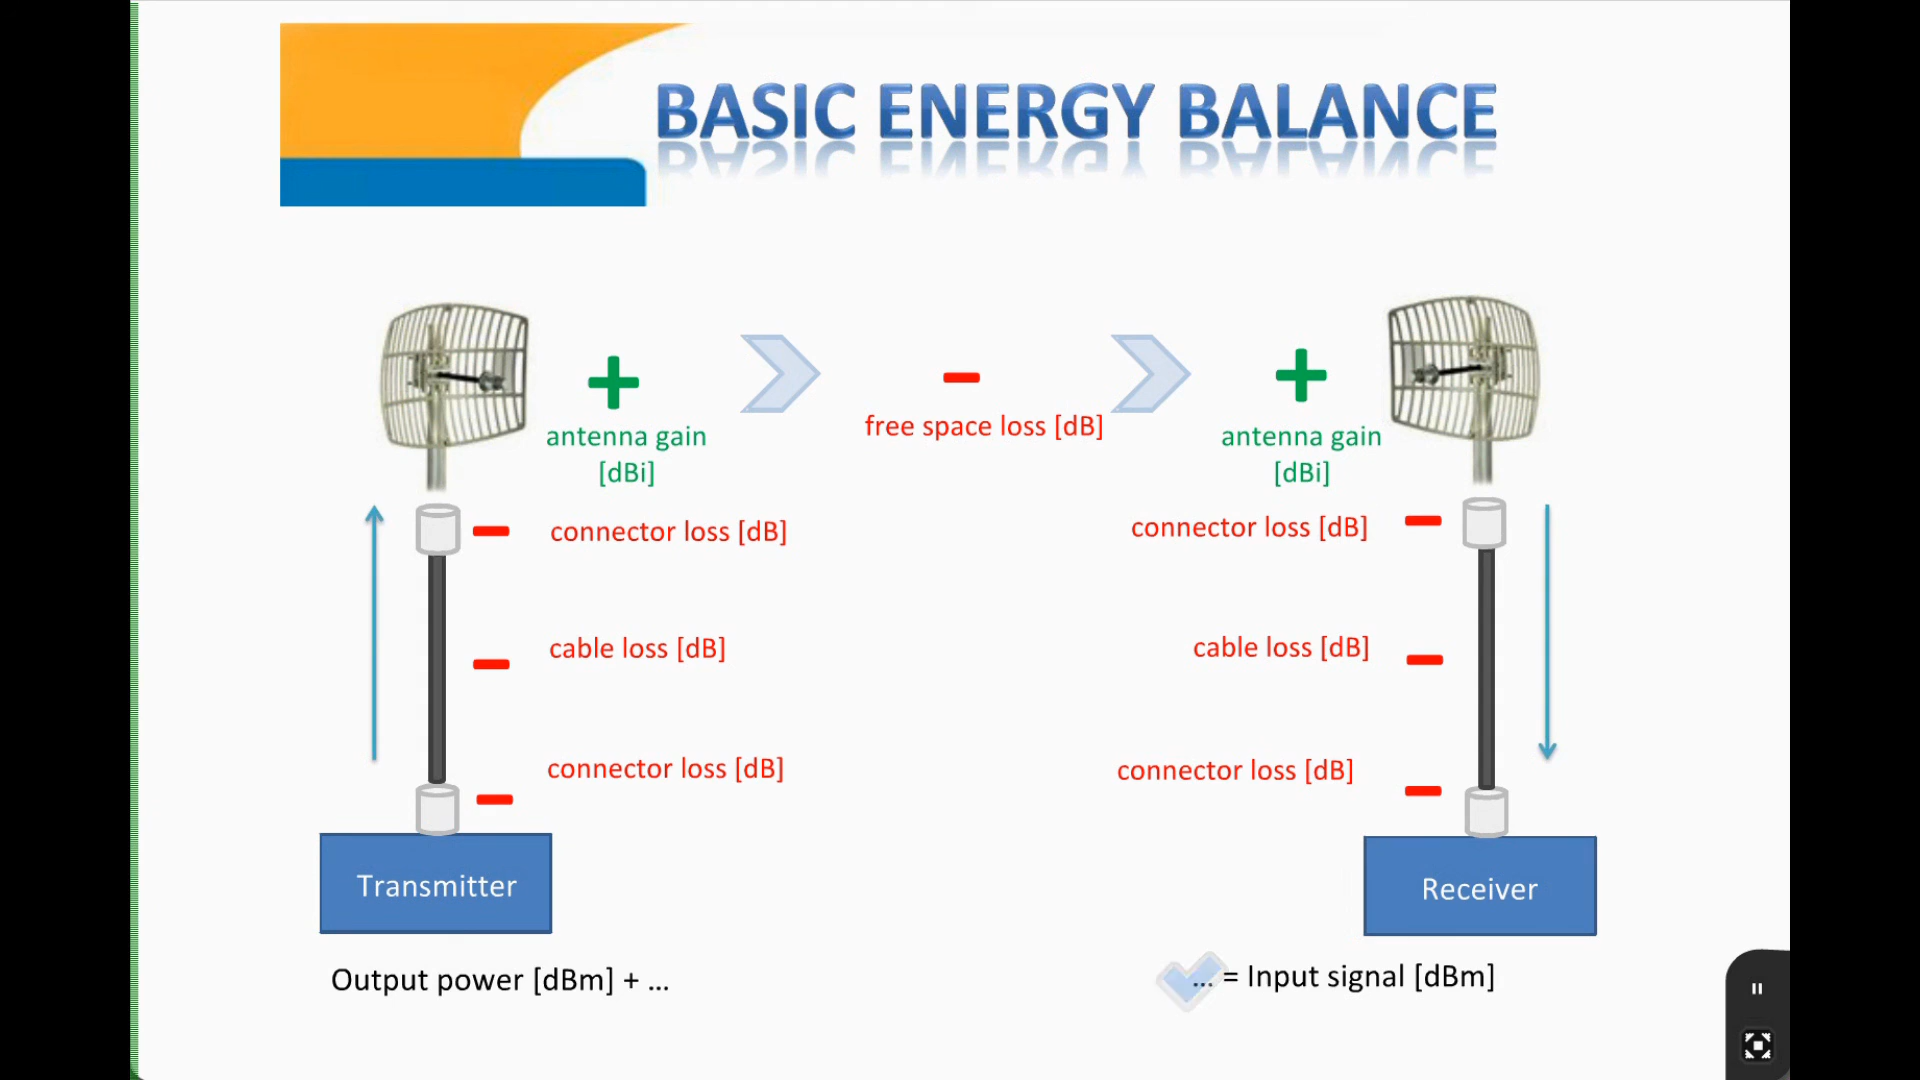 BASIC ENERGY BALANCE
+
-
+
antenna gain
[dBi]
free space loss [dB]
antenna gain
[dBi]
- connector loss [dB]
connector loss [dB] -
- cable loss [dB]
cable loss [dB] -
- connector loss [dB]
connector loss [dB] -
Transmitter
Receiver
Output power [dBm] + ...
... = Input signal [dBm]